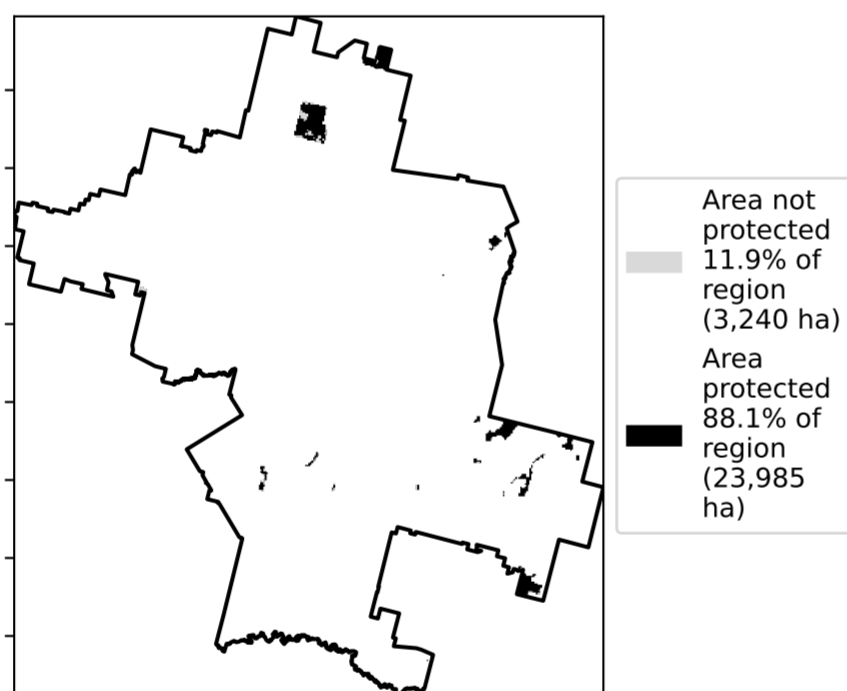 Area not
protected
11.9% of
region
(3,240 ha)
Area
protected
88.1% of
region
(23,985
ha)